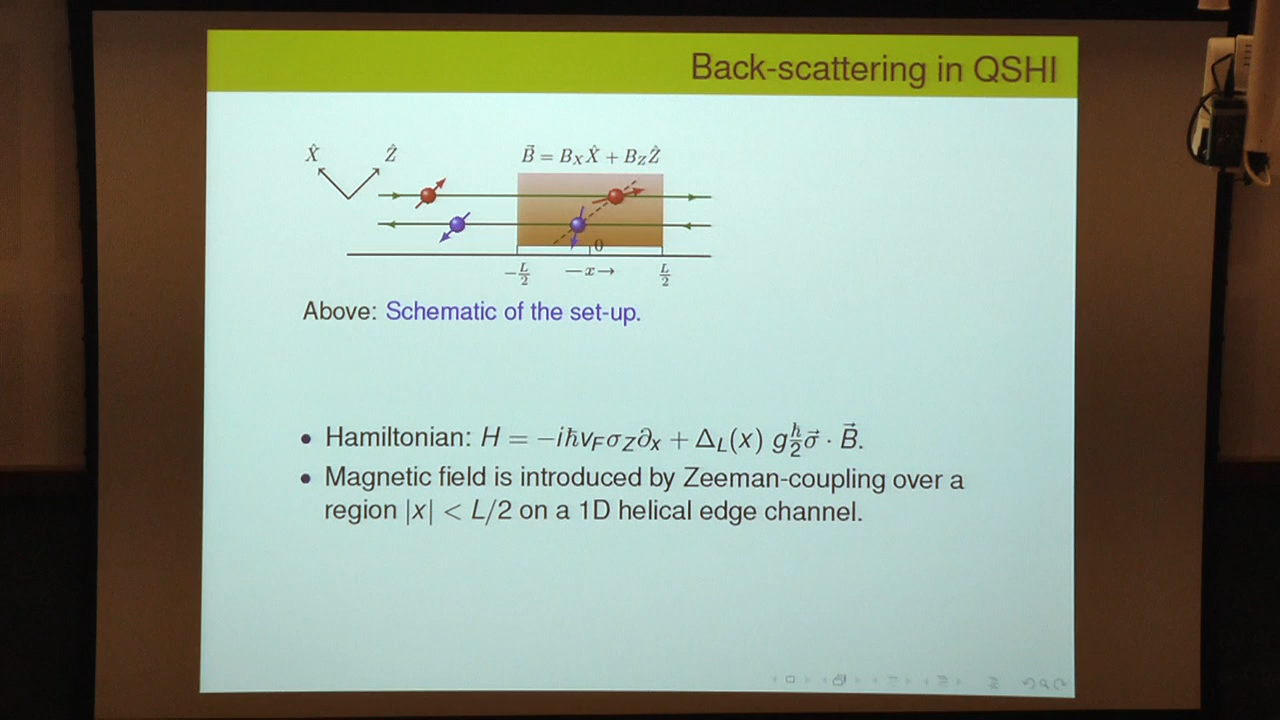 Back-scattering in QSHI
X̂ Ẑ B⃗ = B_X X̂ + B_Z Ẑ
0
−L/2 —x→ L/2
Above: Schematic of the set-up.
• Hamiltonian: H = −iħv_F σ_Z ∂_x + Δ_L(x) g ħ/2 σ⃗ · B⃗.
• Magnetic field is introduced by Zeeman-coupling over a
region |x| < L/2 on a 1D helical edge channel.